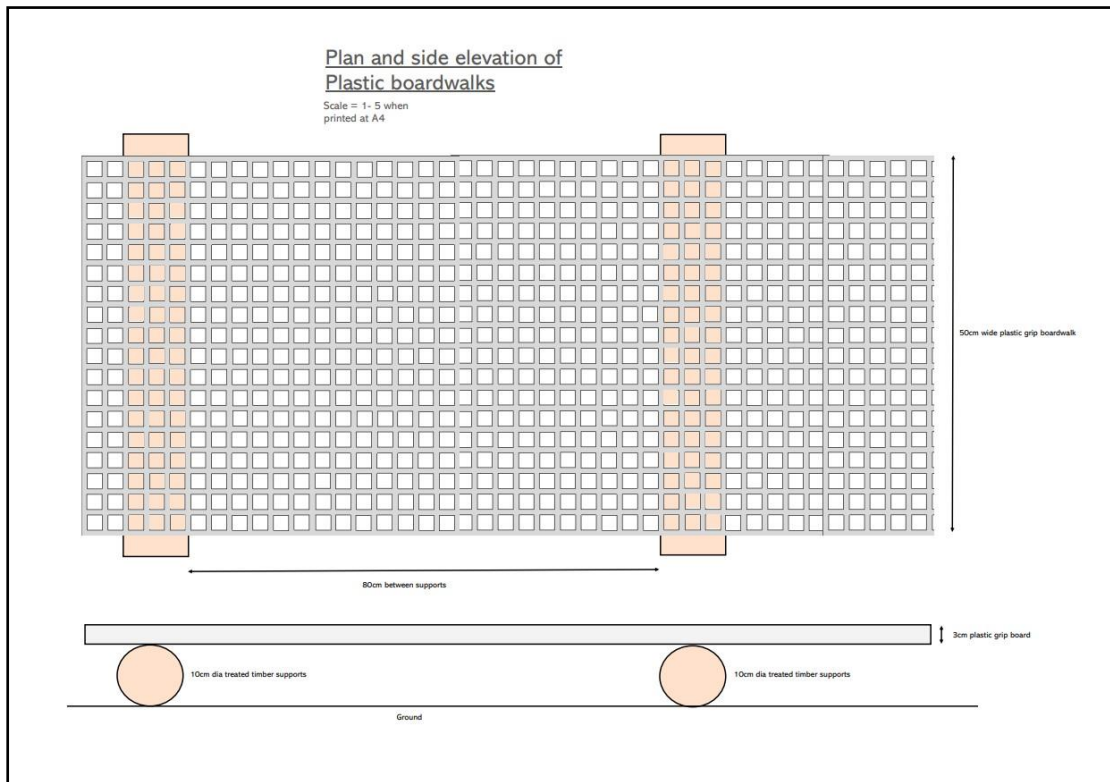 Plan and side elevation of
Plastic boardwalks
Scale = 1- 5 when
printed at A4
50cm wide plastic grip boardwalk
80cm between supports
3cm plastic grip board
10cm dia treated timber supports
10cm dia treated timber supports
Ground